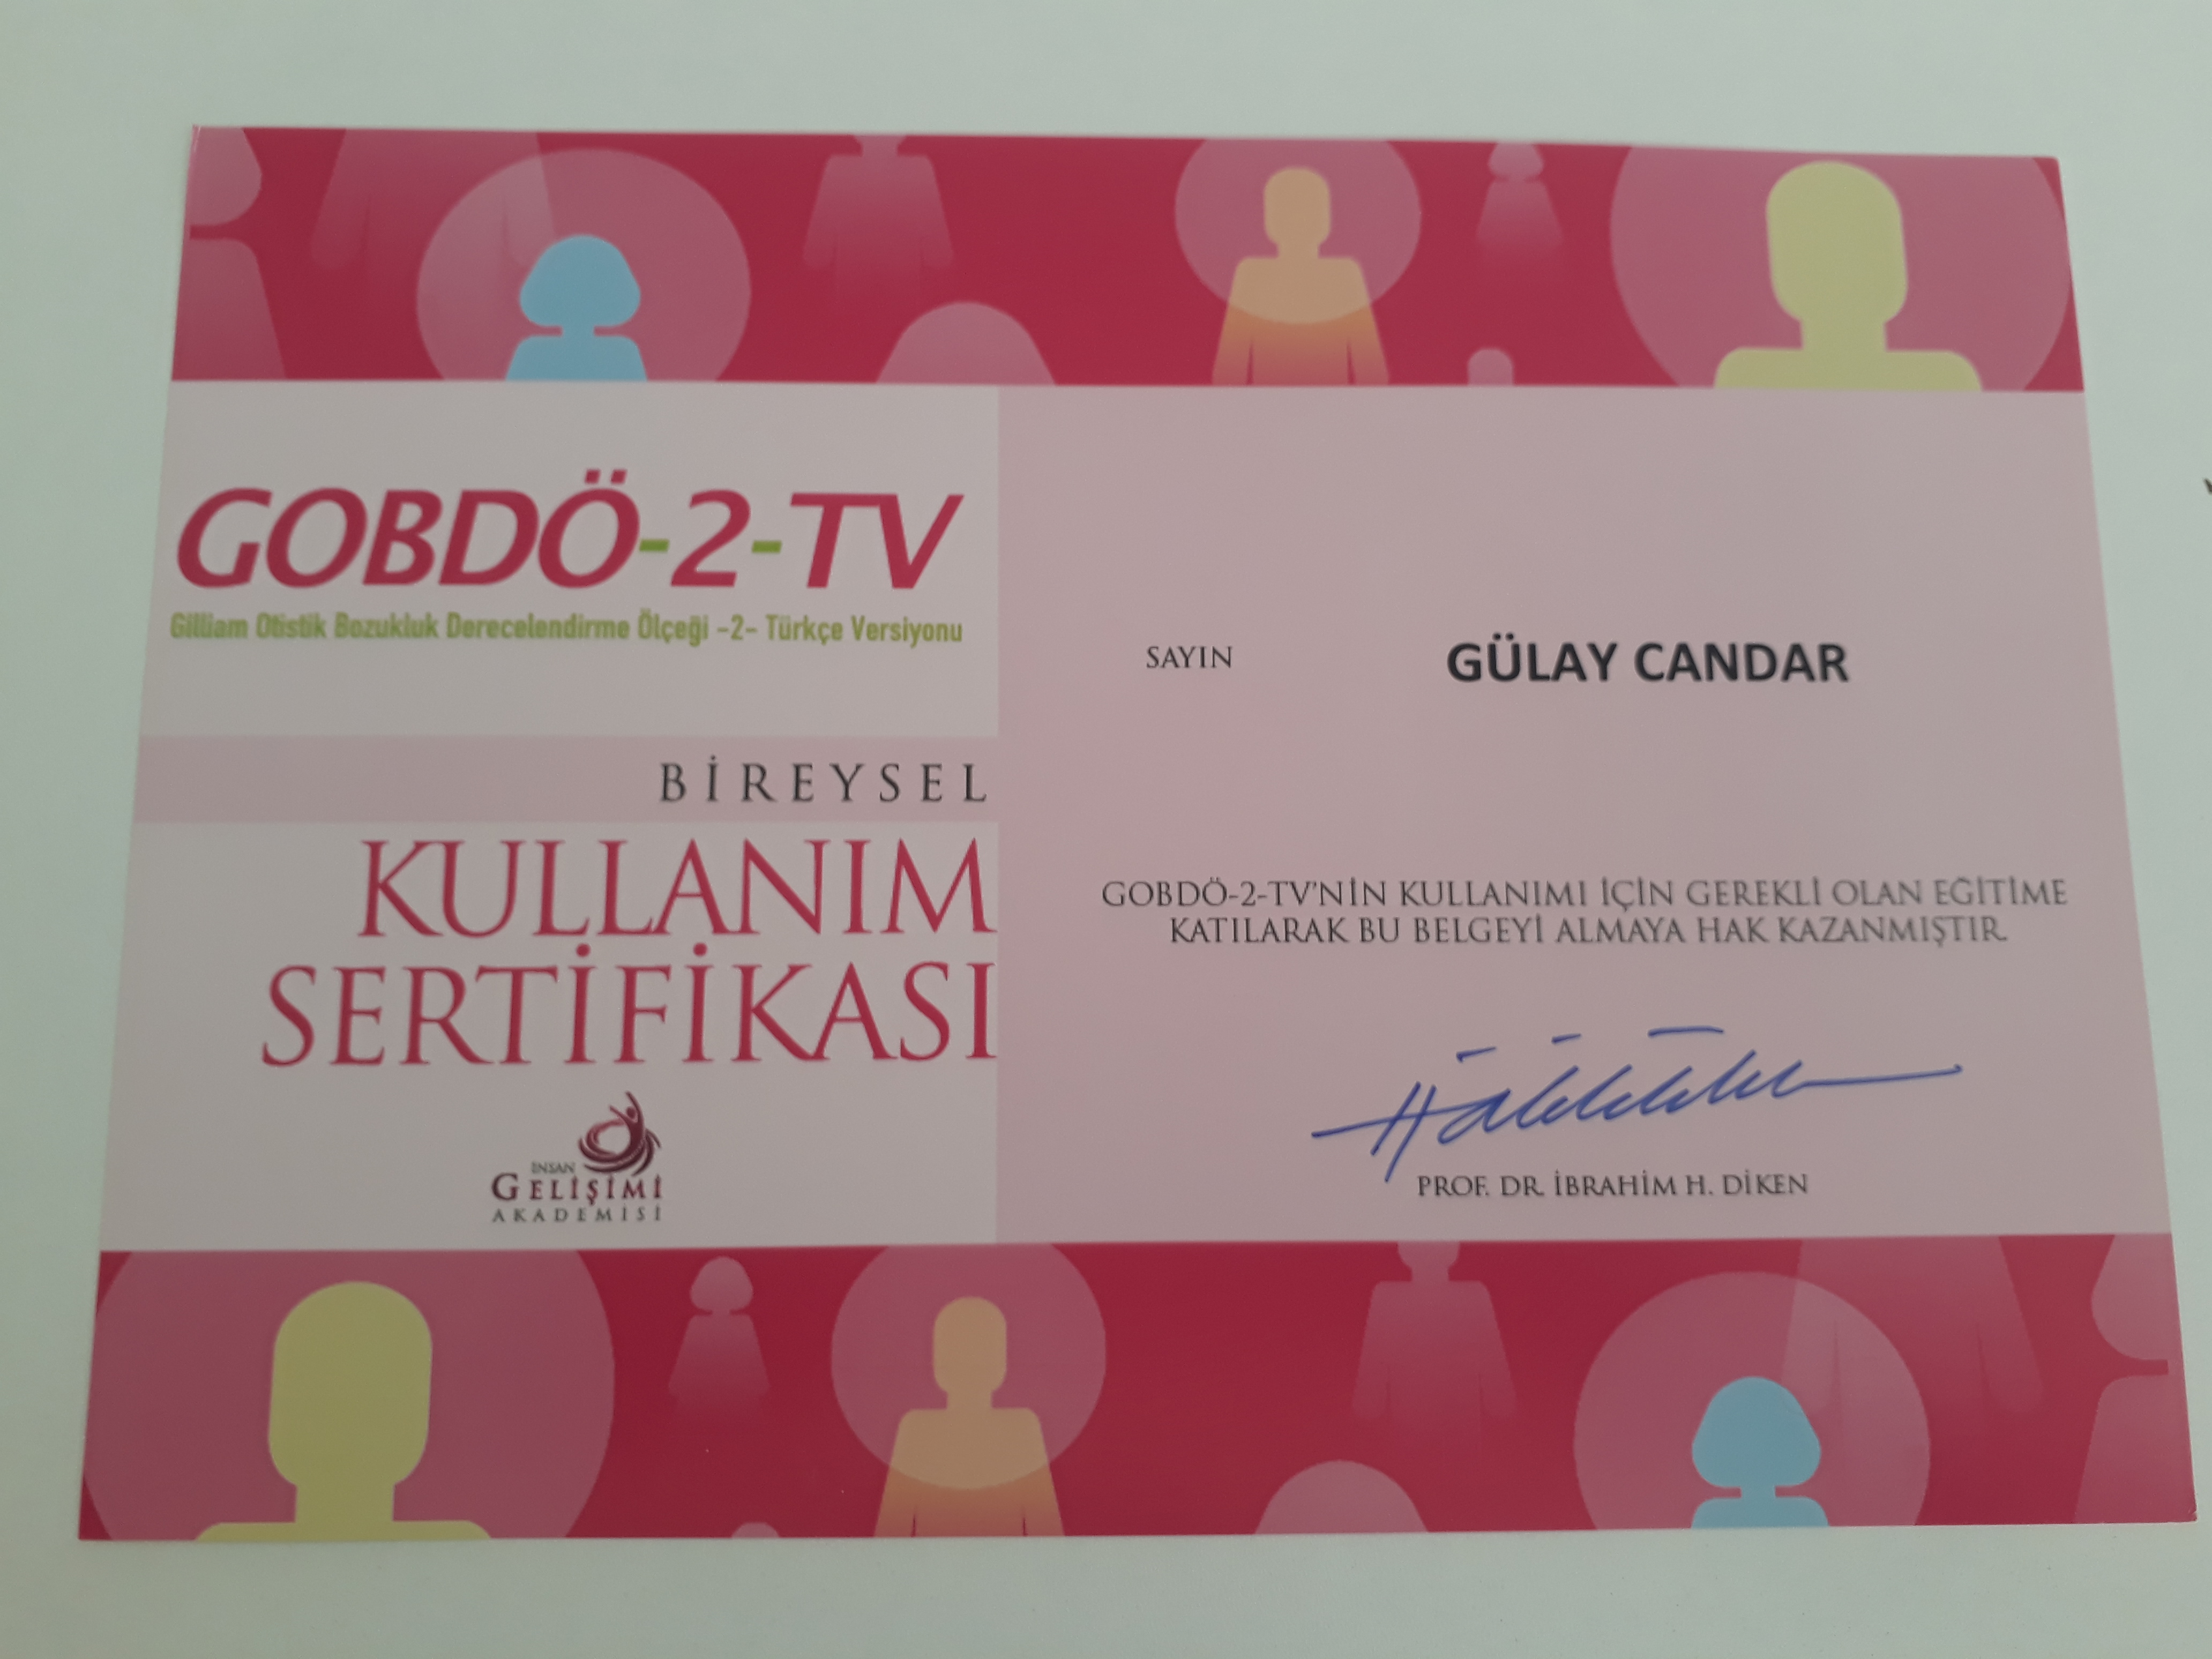 GOBDÖ-2-TV
Gilliam Otistik Bozukluk Derecelendirme Ölçeği -2- Türkçe Versiyonu
BİREYSEL
KULLANIM
SERTİFİKASI
İNSAN
GELİŞİMİ
AKADEMİSİ
SAYIN GÜLAY CANDAR
GOBDÖ-2-TV'NİN KULLANIMI İÇİN GEREKLİ OLAN EĞİTİME
KATILARAK BU BELGEYİ ALMAYA HAK KAZANMIŞTIR.
PROF. DR. İBRAHİM H. DİKEN